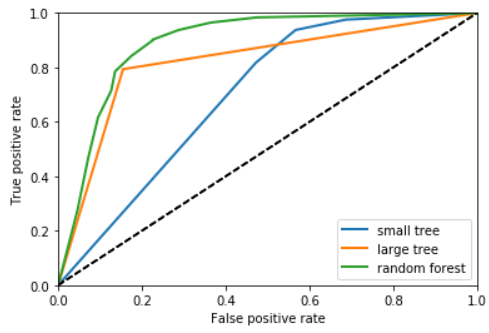 1.0
0.8
0.6
0.4
0.2
0.0
True positive rate
0.0 0.2 0.4 0.6 0.8 1.0
False positive rate
small tree
large tree
random forest